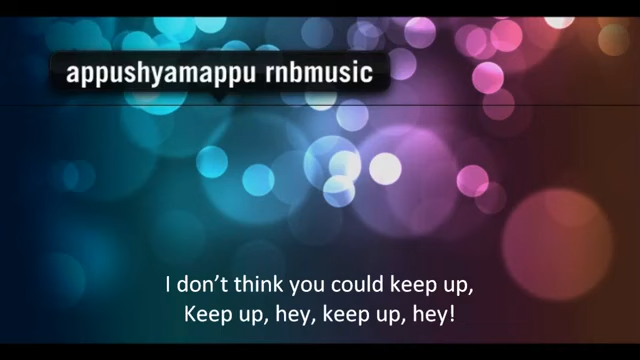 appushyamappu rnbmusic
I don't think you could keep up,
Keep up, hey, keep up, hey!